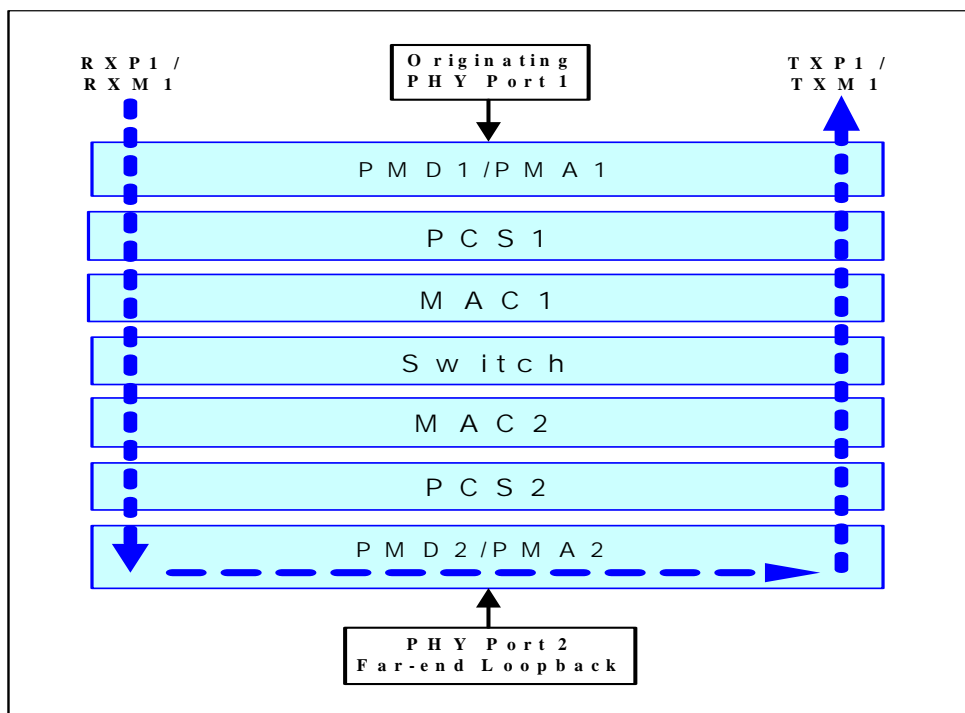 RXP1 /
RXM1
Originating
PHY Port 1
TXP1/
TXM1
PMD1/PMA1
PCS1
MAC1
Switch
MAC2
PCS2
PMD2/PMA2
PHY Port 2
Far-end Loopback